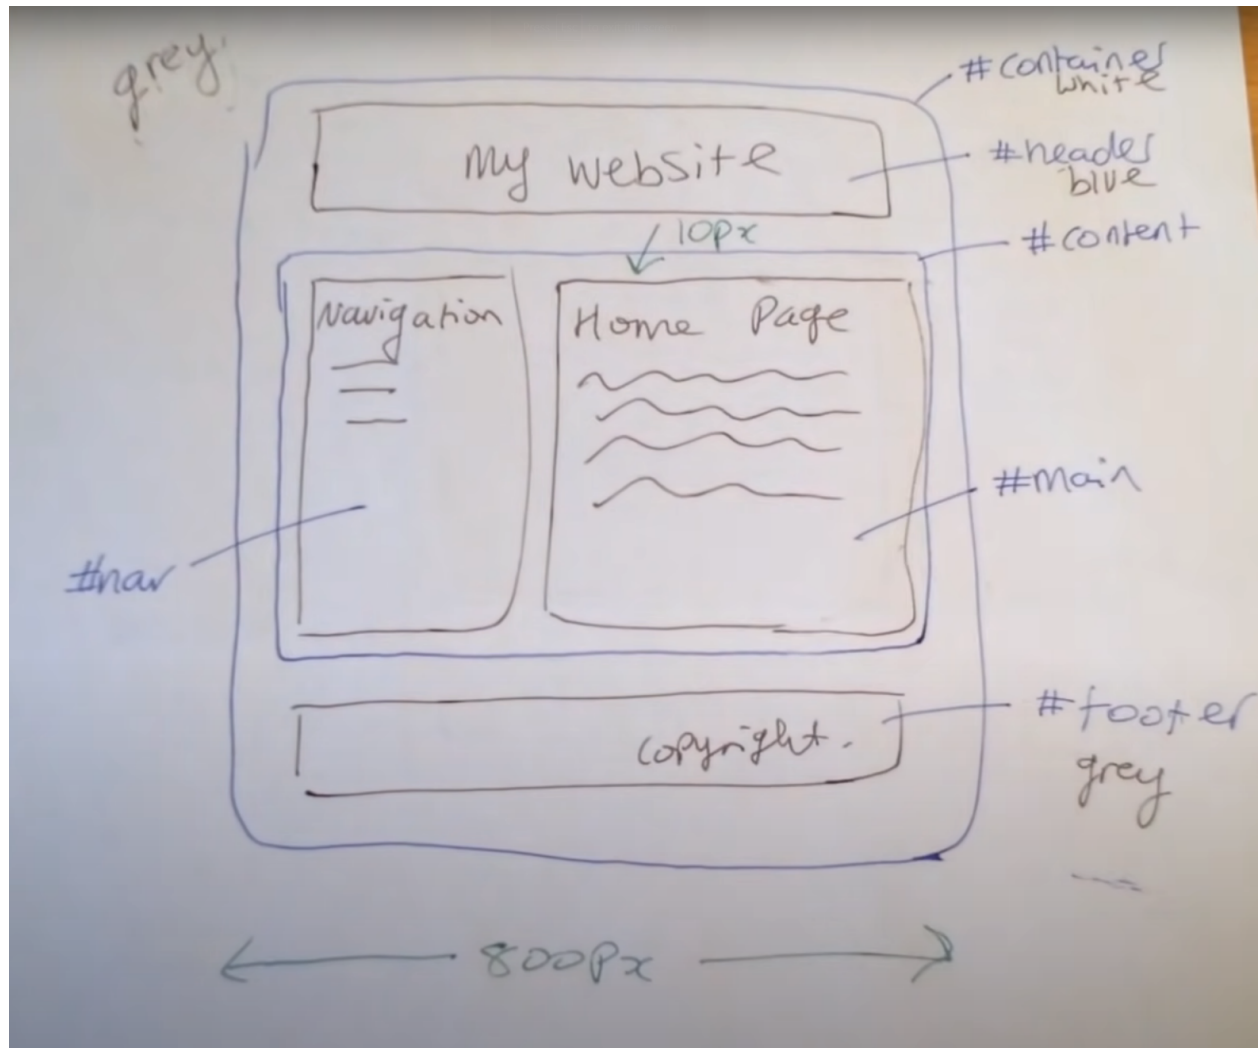 grey
#container
white
My website
#header
blue
10px
#content
Navigation
Home Page
#main
#nav
#footer
copyright.
grey
800px